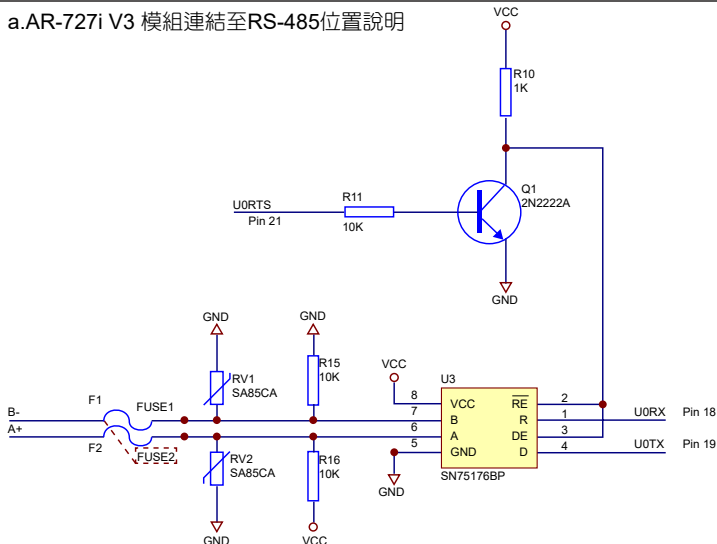 a.AR-727i V3 模組連結至RS-485位置說明
VCC
R10
1K
Q1
2N2222A
R11
10K
U0RTS
Pin 21
GND
GND
GND
RV1
SA85CA
R15
10K
VCC
U3
B-
A+
F1
FUSE1
F2
FUSE2
8
7
6
5
VCC
B
A
GND
RE
R
DE
D
2
1
3
4
U0RX
Pin 18
U0TX
Pin 19
SN75176BP
RV2
SA85CA
R16
10K
GND
GND
VCC